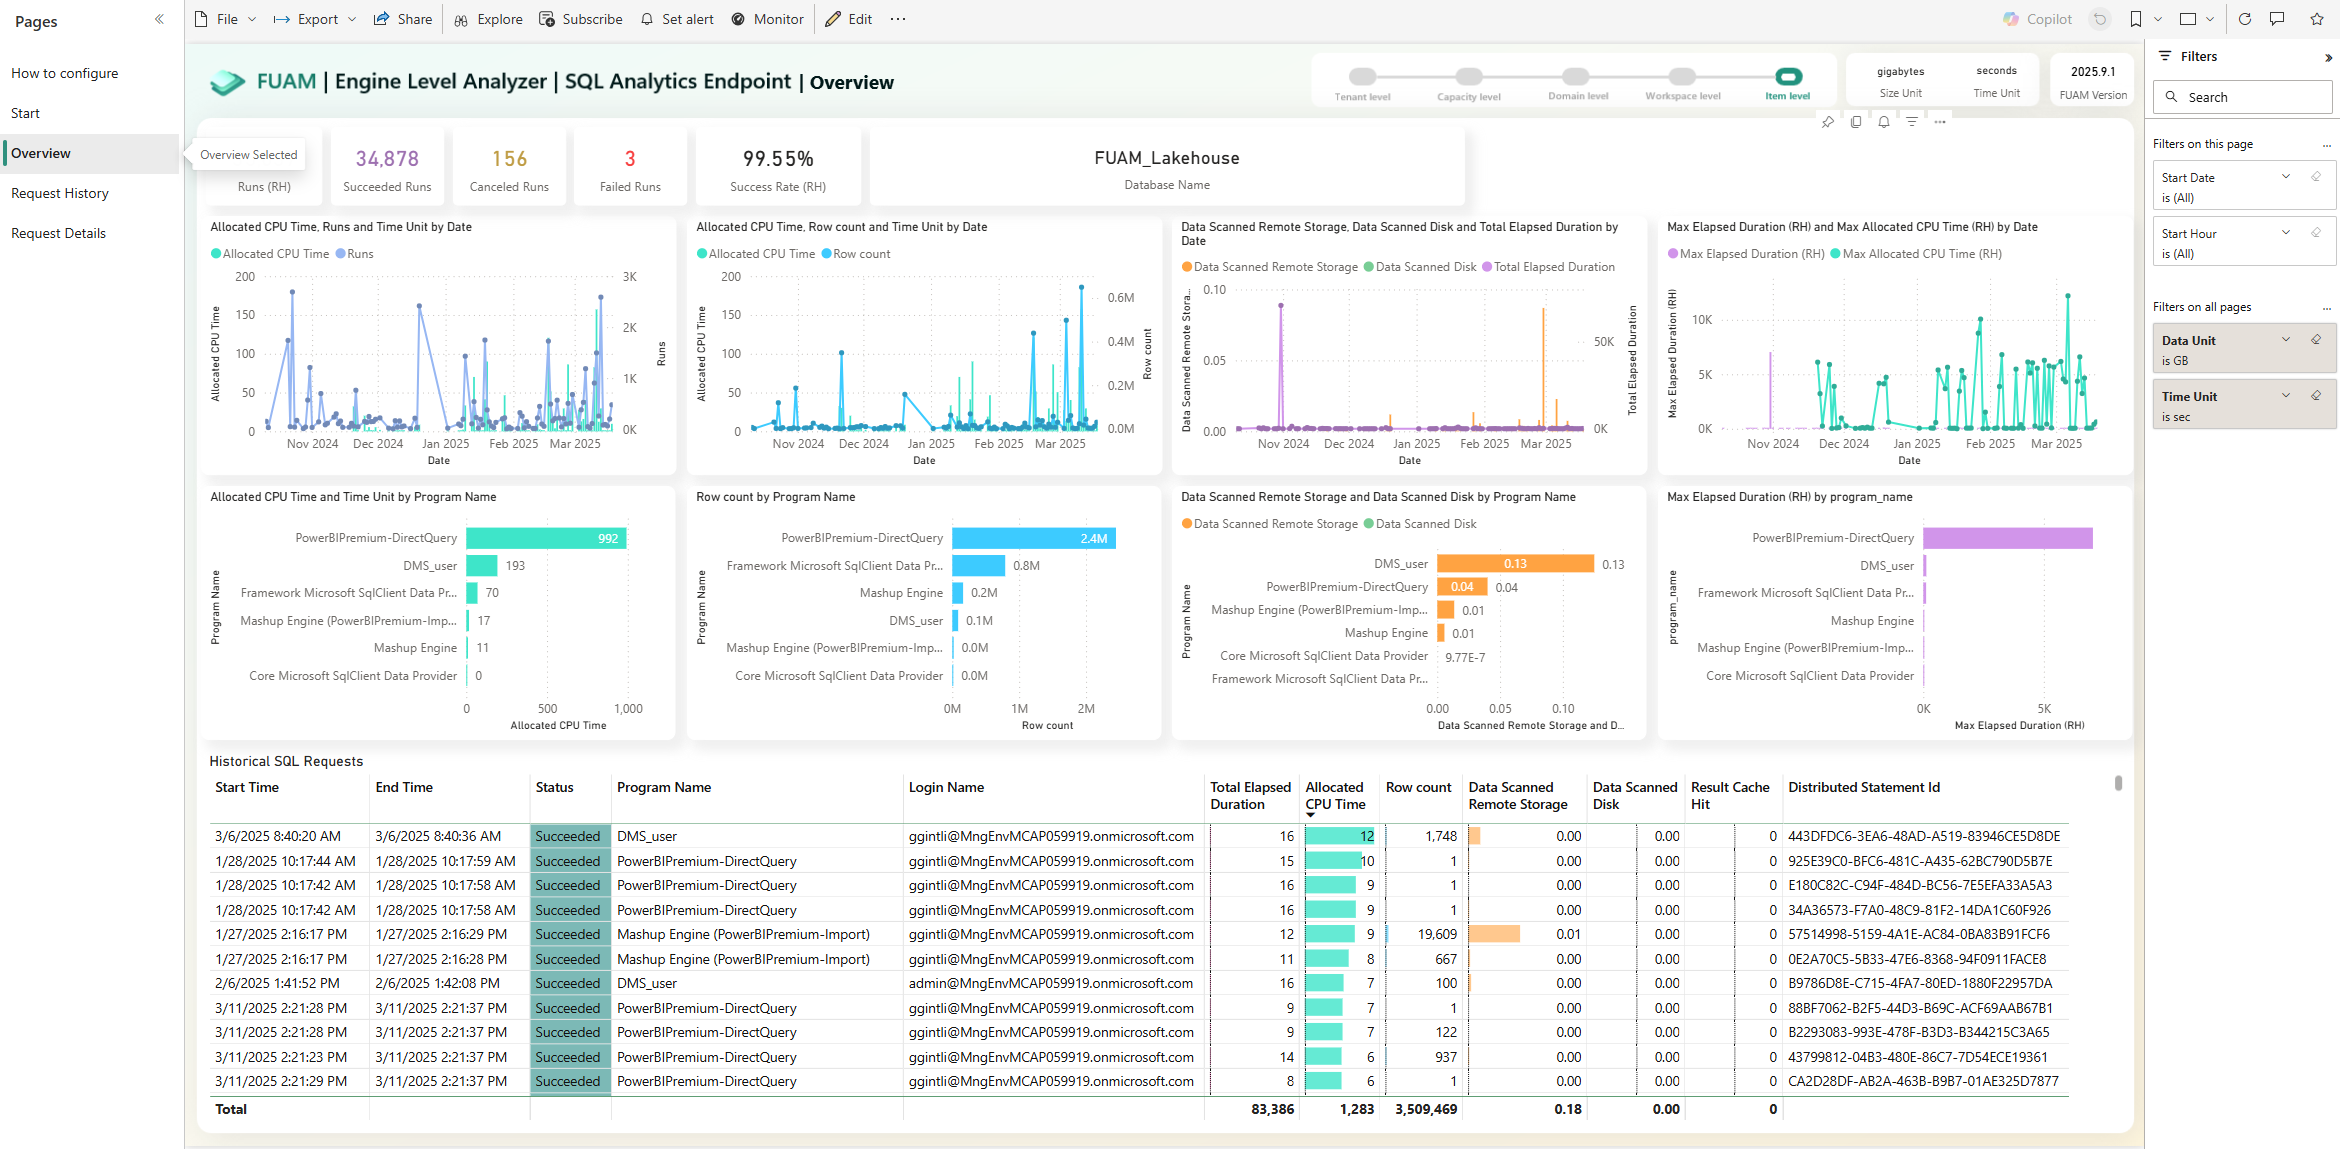 Pages
How to configure
Start
Overview
Request History
Request Details
File
Export
Share
Explore
Subscribe
Set alert
Monitor
Edit
Copilot
FUAM | Engine Level Analyzer | SQL Analytics Endpoint | Overview
Tenant level
Capacity level
Domain level
Workspace level
Item level
gigabytes
Size Unit
seconds
Time Unit
2025.9.1
FUAM Version
Overview Selected
Runs (RH)
34,878
Succeeded Runs
156
Canceled Runs
3
Failed Runs
99.55%
Success Rate (RH)
FUAM_Lakehouse
Database Name
Allocated CPU Time, Runs and Time Unit by Date
Allocated CPU Time Runs
200
150
100
50
0
3K
2K
1K
0K
Allocated CPU Time
Runs
Nov 2024 Dec 2024 Jan 2025 Feb 2025 Mar 2025
Date
Allocated CPU Time, Row count and Time Unit by Date
Allocated CPU Time Row count
200
150
100
50
0
0.6M
0.4M
0.2M
0.0M
Allocated CPU Time
Row count
Nov 2024 Dec 2024 Jan 2025 Feb 2025 Mar 2025
Date
Data Scanned Remote Storage, Data Scanned Disk and Total Elapsed Duration by
Date
Data Scanned Remote Storage Data Scanned Disk Total Elapsed Duration
0.10
0.05
0.00
50K
0K
Data Scanned Remote Stora...
Total Elapsed Duration
Nov 2024 Dec 2024 Jan 2025 Feb 2025 Mar 2025
Date
Max Elapsed Duration (RH) and Max Allocated CPU Time (RH) by Date
Max Elapsed Duration (RH) Max Allocated CPU Time (RH)
10K
5K
0K
Max Elapsed Duration (RH)
Nov 2024 Dec 2024 Jan 2025 Feb 2025 Mar 2025
Date
Allocated CPU Time and Time Unit by Program Name
Program Name
PowerBIPremium-DirectQuery 992
DMS_user 193
Framework Microsoft SqlClient Data Pr... 70
Mashup Engine (PowerBIPremium-Imp... 17
Mashup Engine 11
Core Microsoft SqlClient Data Provider 0
0 500 1,000
Allocated CPU Time
Row count by Program Name
Program Name
PowerBIPremium-DirectQuery 2.4M
Framework Microsoft SqlClient Data Pr... 0.8M
Mashup Engine 0.2M
DMS_user 0.1M
Mashup Engine (PowerBIPremium-Imp... 0.0M
Core Microsoft SqlClient Data Provider 0.0M
0M 1M 2M
Row count
Data Scanned Remote Storage and Data Scanned Disk by Program Name
Data Scanned Remote Storage Data Scanned Disk
Program Name
DMS_user 0.13 0.13
PowerBIPremium-DirectQuery 0.04 0.04
Mashup Engine (PowerBIPremium-Imp... 0.01
Mashup Engine 0.01
Core Microsoft SqlClient Data Provider 9.77E-7
Framework Microsoft SqlClient Data Pr...
0.00 0.05 0.10
Data Scanned Remote Storage and D...
Max Elapsed Duration (RH) by program_name
program_name
PowerBIPremium-DirectQuery
DMS_user
Framework Microsoft SqlClient Data Pr...
Mashup Engine
Mashup Engine (PowerBIPremium-Imp...
Core Microsoft SqlClient Data Provider
0K 5K
Max Elapsed Duration (RH)
Historical SQL Requests
Start Time End Time Status Program Name Login Name Total Elapsed Duration Allocated CPU Time Row count Data Scanned Remote Storage Data Scanned Disk Result Cache Hit Distributed Statement Id
3/6/2025 8:40:20 AM 3/6/2025 8:40:36 AM Succeeded DMS_user ggintli@MngEnvMCAP059919.onmicrosoft.com 16 12 1,748 0.00 0.00 0 443DFDC6-3EA6-48AD-A519-83946CE5D8DE
1/28/2025 10:17:44 AM 1/28/2025 10:17:59 AM Succeeded PowerBIPremium-DirectQuery ggintli@MngEnvMCAP059919.onmicrosoft.com 15 10 1 0.00 0.00 0 925E39C0-BFC6-481C-A435-62BC790D5B7E
1/28/2025 10:17:42 AM 1/28/2025 10:17:58 AM Succeeded PowerBIPremium-DirectQuery ggintli@MngEnvMCAP059919.onmicrosoft.com 16 9 1 0.00 0.00 0 E180C82C-C94F-484D-BC56-7E5EFA33A5A3
1/28/2025 10:17:42 AM 1/28/2025 10:17:58 AM Succeeded PowerBIPremium-DirectQuery ggintli@MngEnvMCAP059919.onmicrosoft.com 16 9 1 0.00 0.00 0 34A36573-F7A0-48C9-81F2-14DA1C60F926
1/27/2025 2:16:17 PM 1/27/2025 2:16:29 PM Succeeded Mashup Engine (PowerBIPremium-Import) ggintli@MngEnvMCAP059919.onmicrosoft.com 12 9 19,609 0.01 0.00 0 57514998-5159-4A1E-AC84-0BA83B91FCF6
1/27/2025 2:16:17 PM 1/27/2025 2:16:28 PM Succeeded Mashup Engine (PowerBIPremium-Import) ggintli@MngEnvMCAP059919.onmicrosoft.com 11 8 667 0.00 0.00 0 0E2A70C5-5B33-47E6-8368-94F0911FACE8
2/6/2025 1:41:52 PM 2/6/2025 1:42:08 PM Succeeded DMS_user admin@MngEnvMCAP059919.onmicrosoft.com 16 7 100 0.00 0.00 0 B9786D8E-C715-4FA7-80ED-1880F22957DA
3/11/2025 2:21:28 PM 3/11/2025 2:21:37 PM Succeeded PowerBIPremium-DirectQuery ggintli@MngEnvMCAP059919.onmicrosoft.com 9 7 1 0.00 0.00 0 88BF7062-B2F5-44D3-B69C-ACF69AAB67B1
3/11/2025 2:21:28 PM 3/11/2025 2:21:37 PM Succeeded PowerBIPremium-DirectQuery ggintli@MngEnvMCAP059919.onmicrosoft.com 9 7 122 0.00 0.00 0 B2293083-993E-478F-B3D3-B344215C3A65
3/11/2025 2:21:23 PM 3/11/2025 2:21:37 PM Succeeded PowerBIPremium-DirectQuery ggintli@MngEnvMCAP059919.onmicrosoft.com 14 6 937 0.00 0.00 0 43799812-04B3-480E-86C7-7D54ECE19361
3/11/2025 2:21:29 PM 3/11/2025 2:21:37 PM Succeeded PowerBIPremium-DirectQuery ggintli@MngEnvMCAP059919.onmicrosoft.com 8 6 1 0.00 0.00 0 CA2D28DF-AB2A-463B-B9B7-01AE325D7877
Total 83,386 1,283 3,509,469 0.18 0.00 0
Filters
Search
Filters on this page
Start Date
is (All)
Start Hour
is (All)
Filters on all pages
Data Unit
is GB
Time Unit
is sec